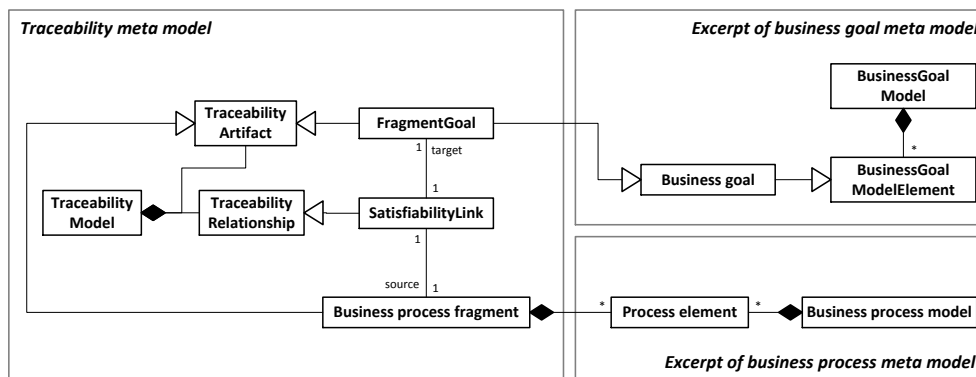 Traceability meta model
Excerpt of business goal meta model
BusinessGoal
Model
Traceability
Artifact
FragmentGoal
1
target
*
Business goal
BusinessGoal
ModelElement
1
Traceability
Model
Traceability
Relationship
SatisfiabilityLink
1
source
1
Business process fragment
*
Process element
*
Business process model
Excerpt of business process meta model